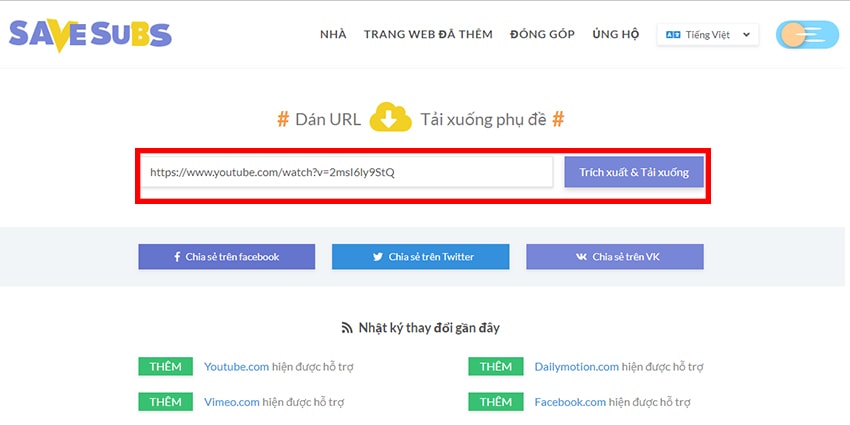 SAVESUBS
NHÀ TRANG WEB ĐÃ THÊM ĐÓNG GÓP ỦNG HỘ Tiếng Việt
# Dán URL Tải xuống phụ đề #
https://www.youtube.com/watch?v=2msI6Iy9StQ Trích xuất & Tải xuống
Chia sẻ trên facebook Chia sẻ trên Twitter Chia sẻ trên VK
Nhật ký thay đổi gần đây
THÊM Youtube.com hiện được hỗ trợ THÊM Dailymotion.com hiện được hỗ trợ
THÊM Vimeo.com hiện được hỗ trợ THÊM Facebook.com hiện được hỗ trợ